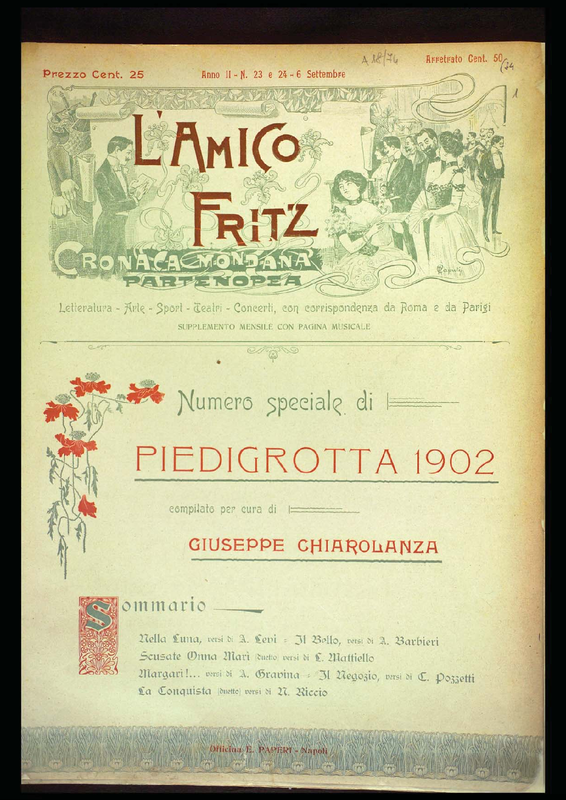 A 18/74
Arretrato Cent. 50
Prezzo Cent. 25
Anno II - N. 23 e 24 - 6 Settembre
1
L'AMICO
FRITZ
CRONACA MONDANA
PARTENOPEA
Letteratura - Arte - Sport - Teatri - Concerti, con corrispondenza da Roma e da Parigi
SUPPLEMENTO MENSILE CON PAGINA MUSICALE
Numero speciale di
PIEDIGROTTA 1902
compilato per cura di
GIUSEPPE CHIAROLANZA
Sommario
Nella Luna, versi di A. Levi - Il Bollo, versi di A. Barbieri
Scusate Onna Marì (duetto) versi di L. Mattiello
Margari!... versi di A. Gravina - Il Negozio, versi di C. Pozzetti
La Conquista (duetto) versi di N. Riccio
Officina E. PAPERI - Napoli